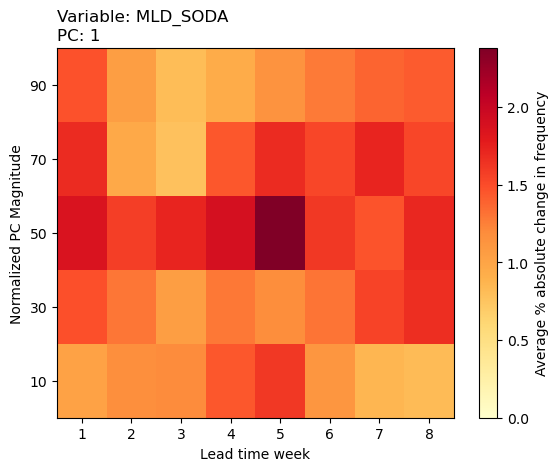 Variable: MLD_SODA
PC: 1
Normalized PC Magnitude
90
70
50
30
10
1 2 3 4 5 6 7 8
Lead time week
2.0
1.5
1.0
0.5
0.0
Average % absolute change in frequency